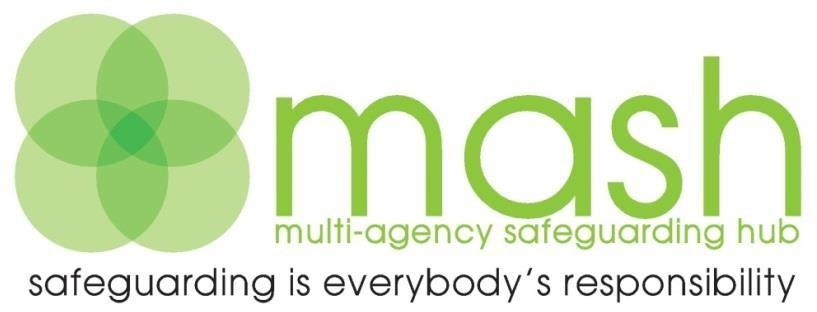 mash
multi-agency safeguarding hub
safeguarding is everybody's responsibility